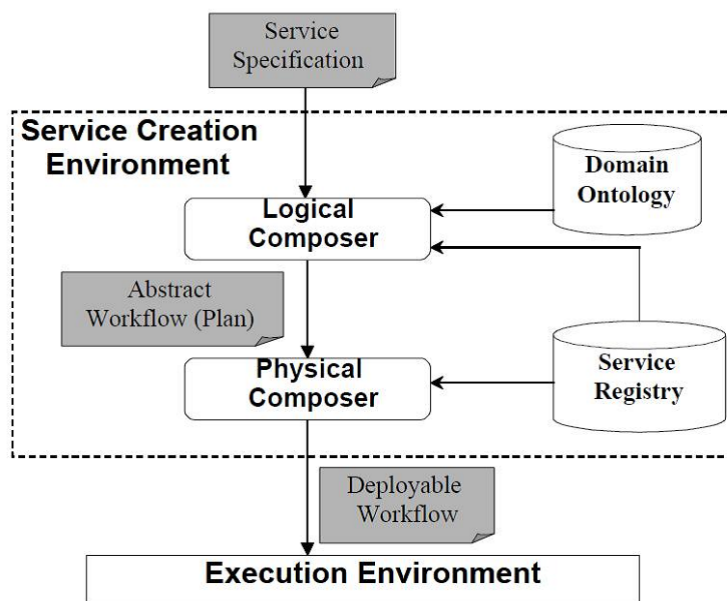 Service
Specification
Service Creation
Environment
Domain
Ontology
Logical
Composer
Abstract
Workflow (Plan)
Service
Registry
Physical
Composer
Deployable
Workflow
Execution Environment